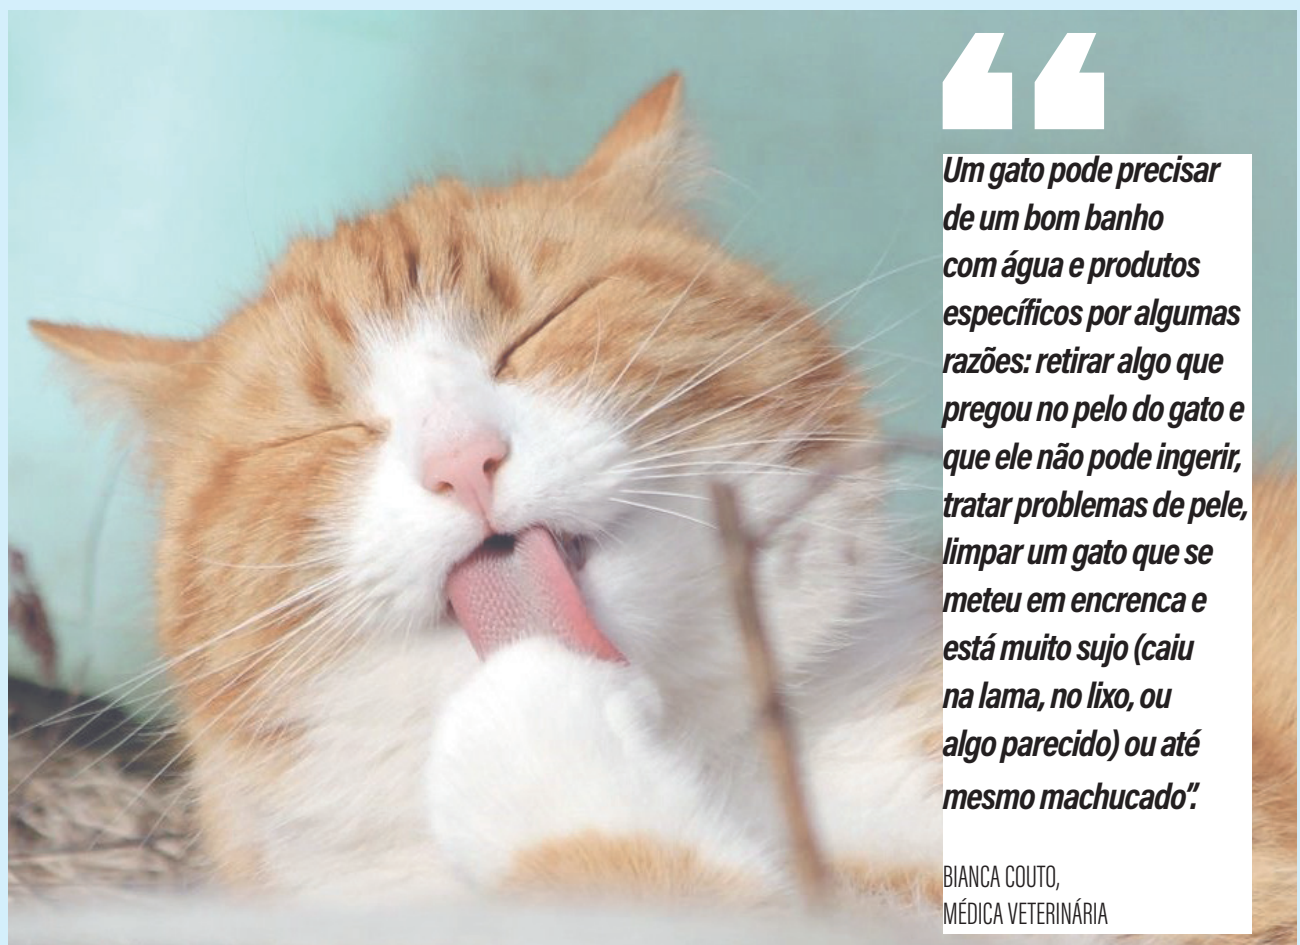 “
Um gato pode precisar
de um bom banho
com água e produtos
específicos por algumas
razões: retirar algo que
pregou no pelo do gato e
que ele não pode ingerir,
tratar problemas de pele,
limpar um gato que se
meteu em encrenca e
está muito sujo (caiu
na lama, no lixo, ou
algo parecido) ou até
mesmo machucado”.
BIANCA COUTO,
MÉDICA VETERINÁRIA